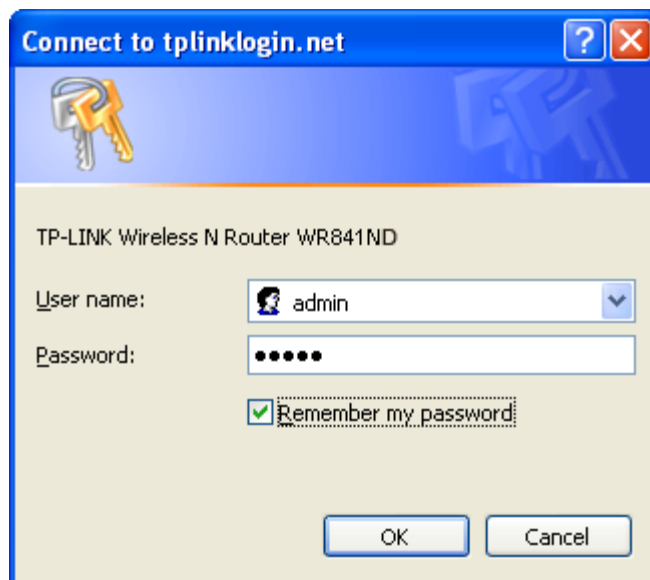 Connect to tplinklogin.net
TP-LINK Wireless N Router WR841ND
User name: admin
Password: •••••
Remember my password
OK Cancel